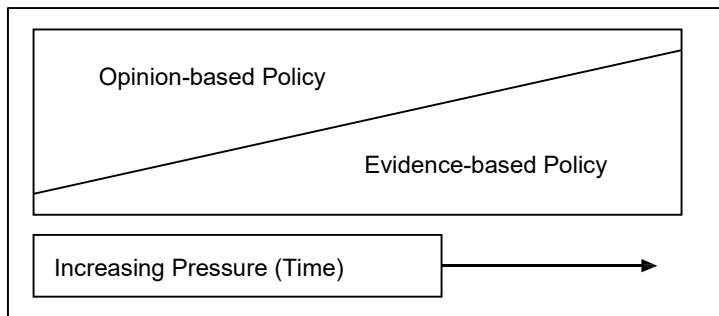 Opinion-based Policy
Evidence-based Policy
Increasing Pressure (Time)